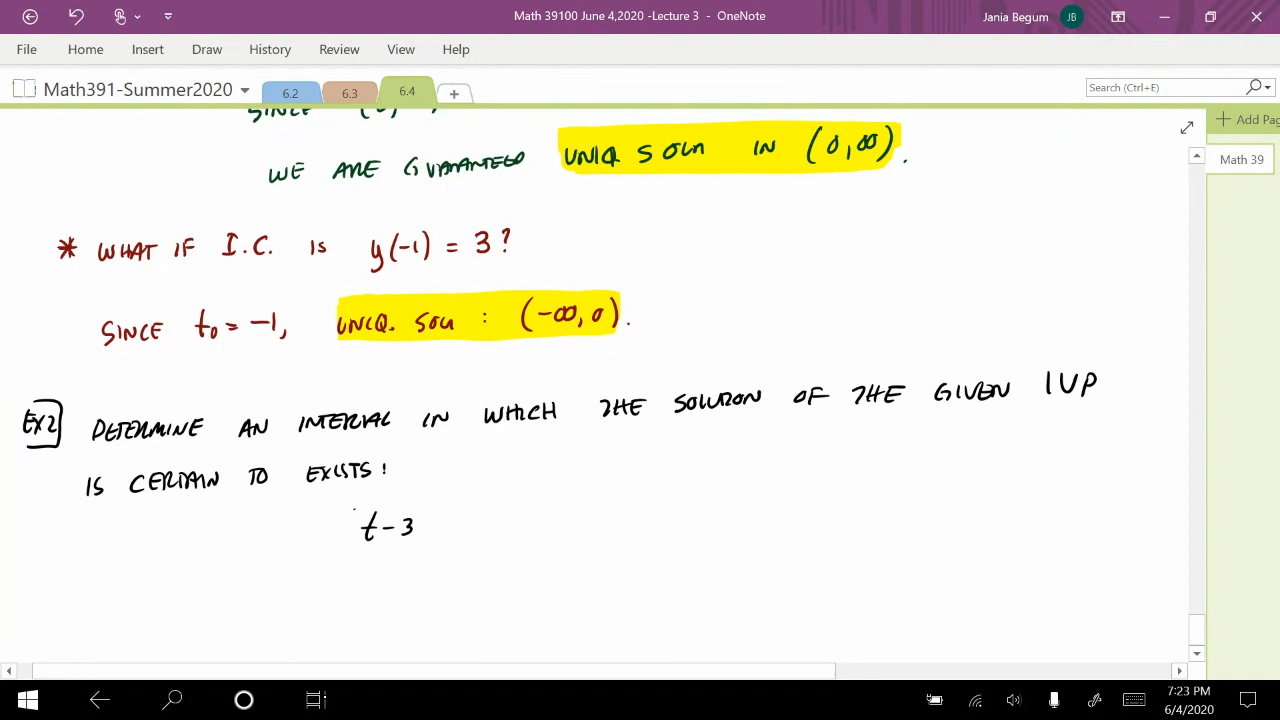 Math 39100 June 4,2020 -Lecture 3 - OneNote
Jania Begum JB
File Home Insert Draw History Review View Help
Math391-Summer2020 6.2 6.3 6.4
Search (Ctrl+E)
Add Pag
Math 39
SINCE
WE ARE GUARANTEED UNIQ SOLN IN (0,∞).
* WHAT IF I.C. IS y(-1) = 3?
SINCE t₀ = -1, UNIQ. SOLN : (-∞, 0).
EX2 DETERMINE AN INTERVAL IN WHICH THE SOLUTION OF THE GIVEN IVP
IS CERTAIN TO EXISTS:
t-3
7:23 PM
6/4/2020